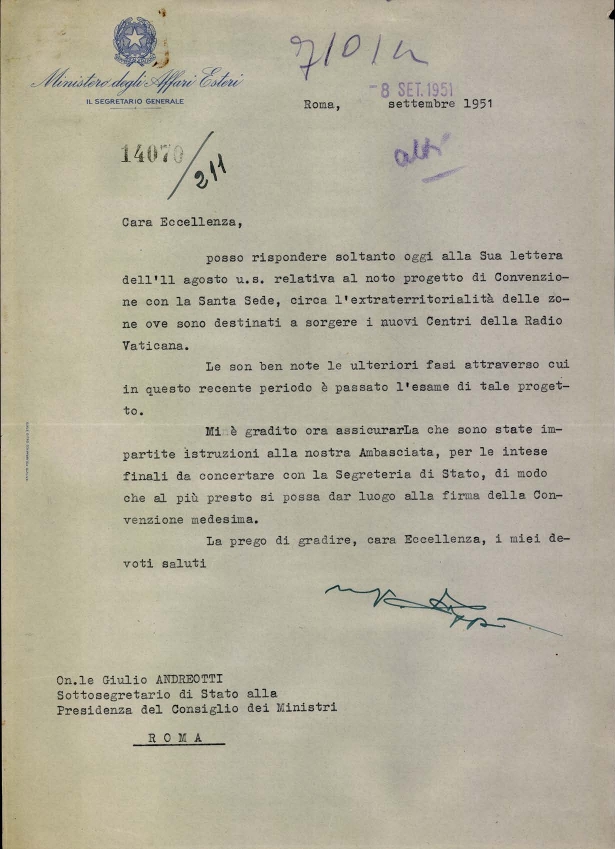 Ministero degli Affari Esteri
IL SEGRETARIO GENERALE
- 8 SET. 1951
Roma, settembre 1951
14070/211
Cara Eccellenza,
posso rispondere soltanto oggi alla Sua lettera
dell'11 agosto u.s. relativa al noto progetto di Convenzio-
ne con la Santa Sede, circa l'extraterritorialità delle zo-
ne ove sono destinati a sorgere i nuovi Centri della Radio
Vaticana.
Le son ben note le ulteriori fasi attraverso cui
in questo recente periodo è passato l'esame di tale proget-
to.
Mi è gradito ora assicurarLa che sono state im-
partite istruzioni alla nostra Ambasciata, per le intese
finali da concertare con la Segreteria di Stato, di modo
che al più presto si possa dar luogo alla firma della Con-
venzione medesima.
La prego di gradire, cara Eccellenza, i miei de-
voti saluti
On.le Giulio ANDREOTTI
Sottosegretario di Stato alla
Presidenza del Consiglio dei Ministri
R O M A